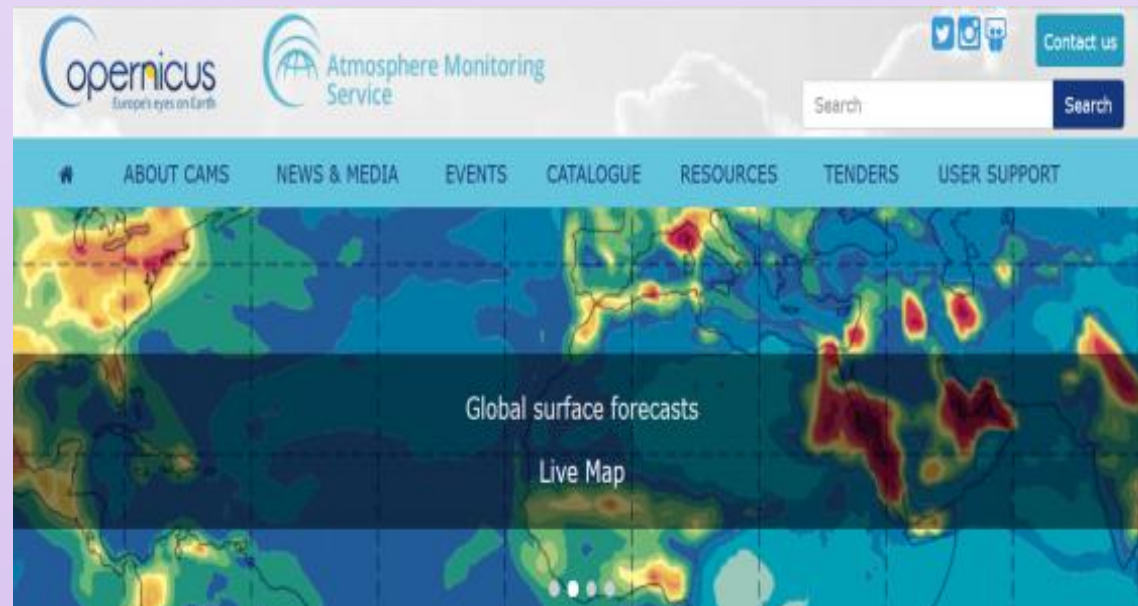 Copernicus
Europe's eyes on Earth
Atmosphere Monitoring
Service
Contact us
Search
Search
ABOUT CAMS
NEWS & MEDIA
EVENTS
CATALOGUE
RESOURCES
TENDERS
USER SUPPORT
Global surface forecasts
Live Map